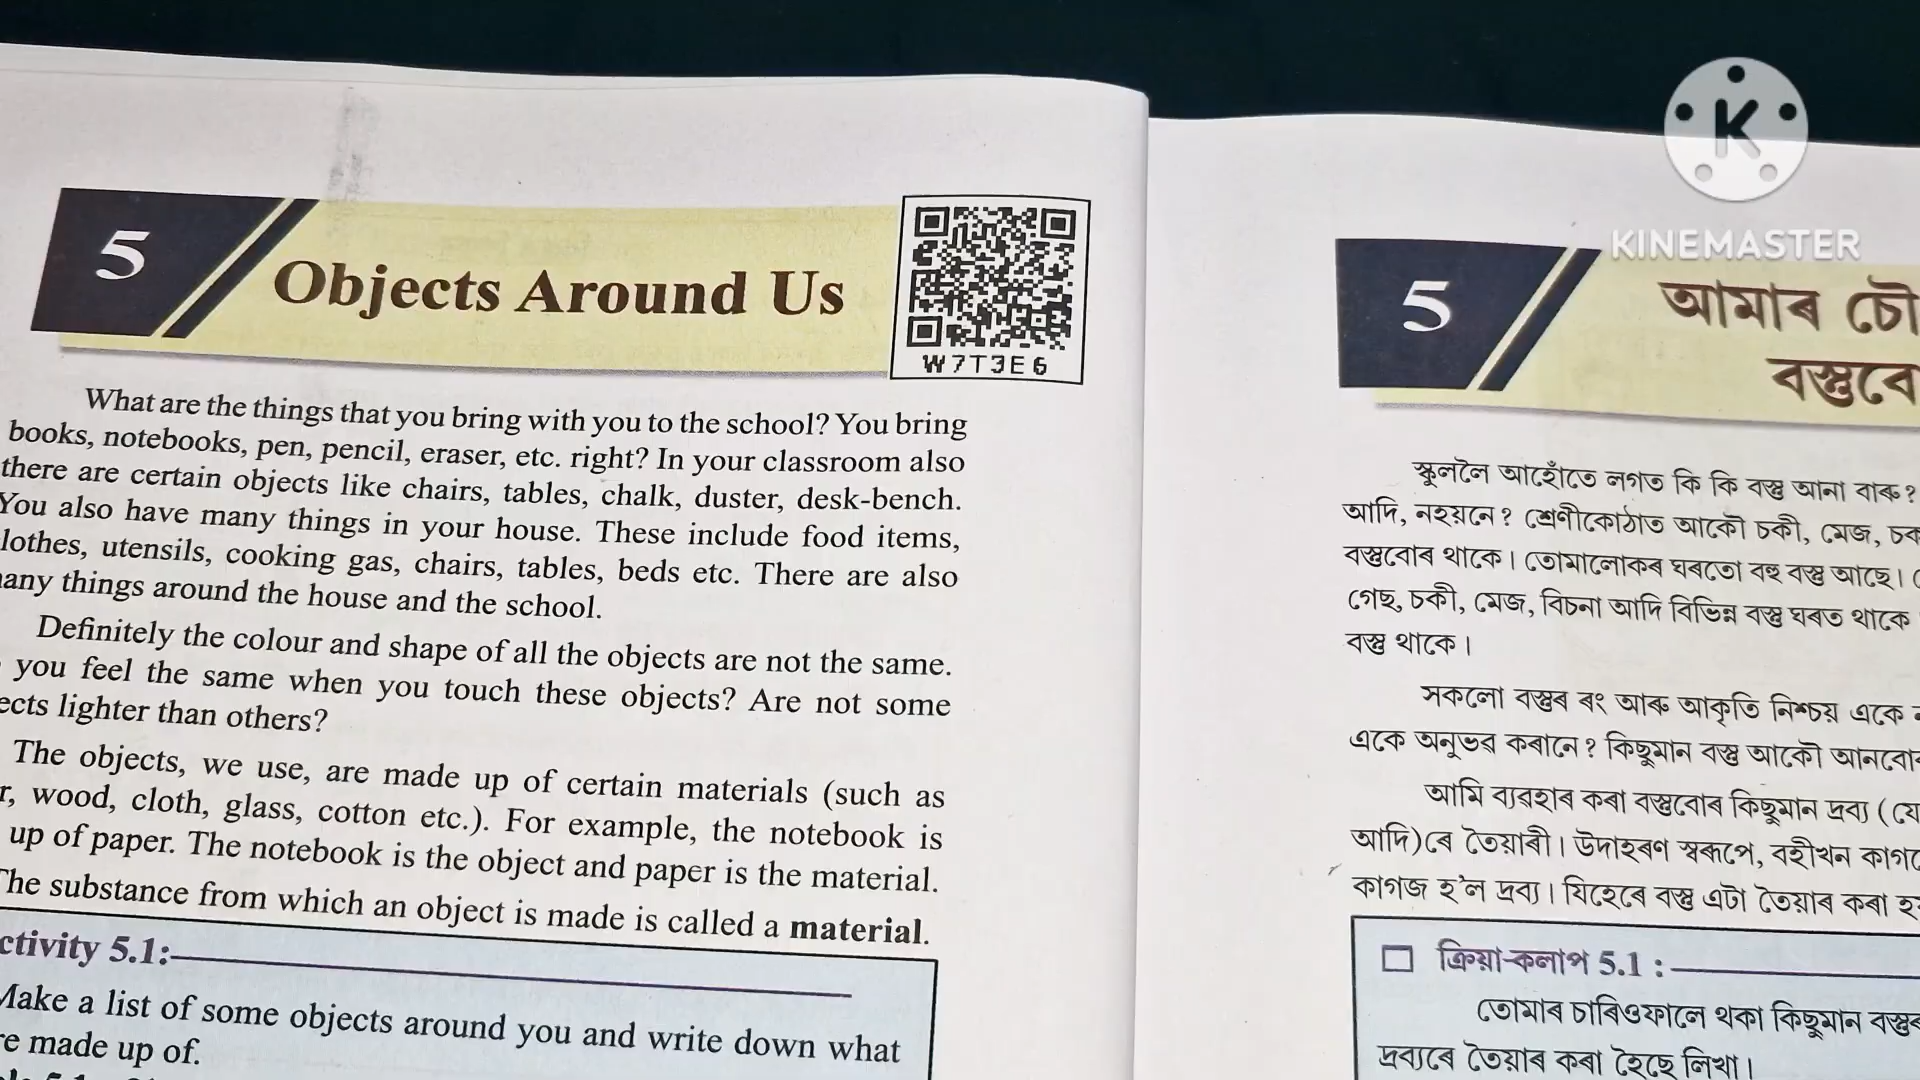 5
Objects Around Us
W7T3E6
What are the things that you bring with you to the school? You bring
books, notebooks, pen, pencil, eraser, etc. right? In your classroom also
there are certain objects like chairs, tables, chalk, duster, desk-bench.
You also have many things in your house. These include food items,
lothes, utensils, cooking gas, chairs, tables, beds etc. There are also
any things around the house and the school.
Definitely the colour and shape of all the objects are not the same.
you feel the same when you touch these objects? Are not some
ects lighter than others?
The objects, we use, are made up of certain materials (such as
r, wood, cloth, glass, cotton etc.). For example, the notebook is
up of paper. The notebook is the object and paper is the material.
The substance from which an object is made is called a material.
ctivity 5.1:
Make a list of some objects around you and write down what
re made up of.
K
KINEMASTER
5
আমাৰ চৌ
বস্তুবো
স্কুললৈ আহোঁতে লগত কি কি বস্তু আনা বাৰু?
আদি, নহয়নে? শ্ৰেণীকোঠাত আকৌ চকী, মেজ, চক
বস্তুবোৰ থাকে। তোমালোকৰ ঘৰতো বহু বস্তু আছে।
গেছ, চকী, মেজ, বিচনা আদি বিভিন্ন বস্তু ঘৰত থাকে
বস্তু থাকে।
সকলো বস্তুৰ ৰং আৰু আকৃতি নিশ্চয় একে
একে অনুভৱ কৰানে? কিছুমান বস্তু আকৌ আনবোৰ
আমি ব্যৱহাৰ কৰা বস্তুবোৰ কিছুমান দ্ৰব্য (যে
আদি)ৰে তৈয়াৰী। উদাহৰণ স্বৰূপে, বহীখন কাগজ
কাগজ হ'ল দ্ৰব্য। যিহেৰে বস্তু এটা তৈয়াৰ কৰা হ
ক্ৰিয়া-কলাপ 5.1 :
তোমাৰ চাৰিওফালে থকা কিছুমান বস্তুৰ
দ্ৰব্যৰে তৈয়াৰ কৰা হৈছে লিখা।